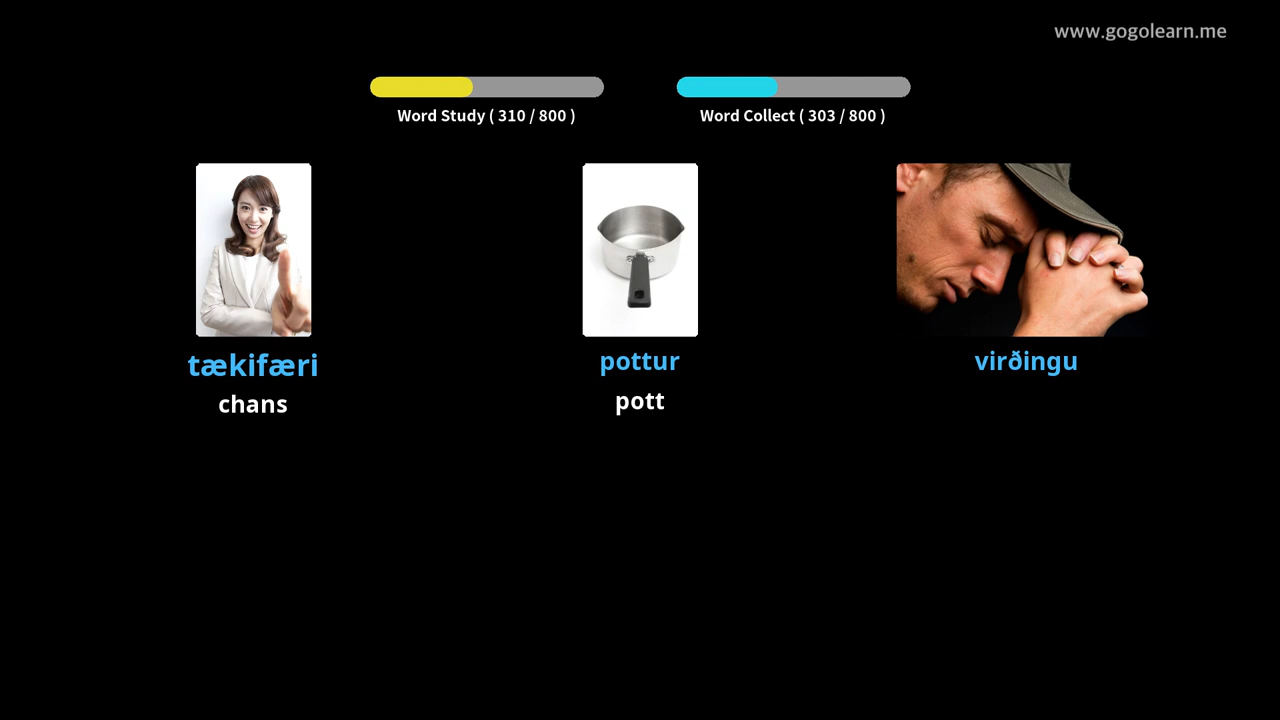 www.gogolearn.me
Word Study ( 310 / 800 )
Word Collect ( 303 / 800 )
tækifæri
chans
pottur
pott
virðingu